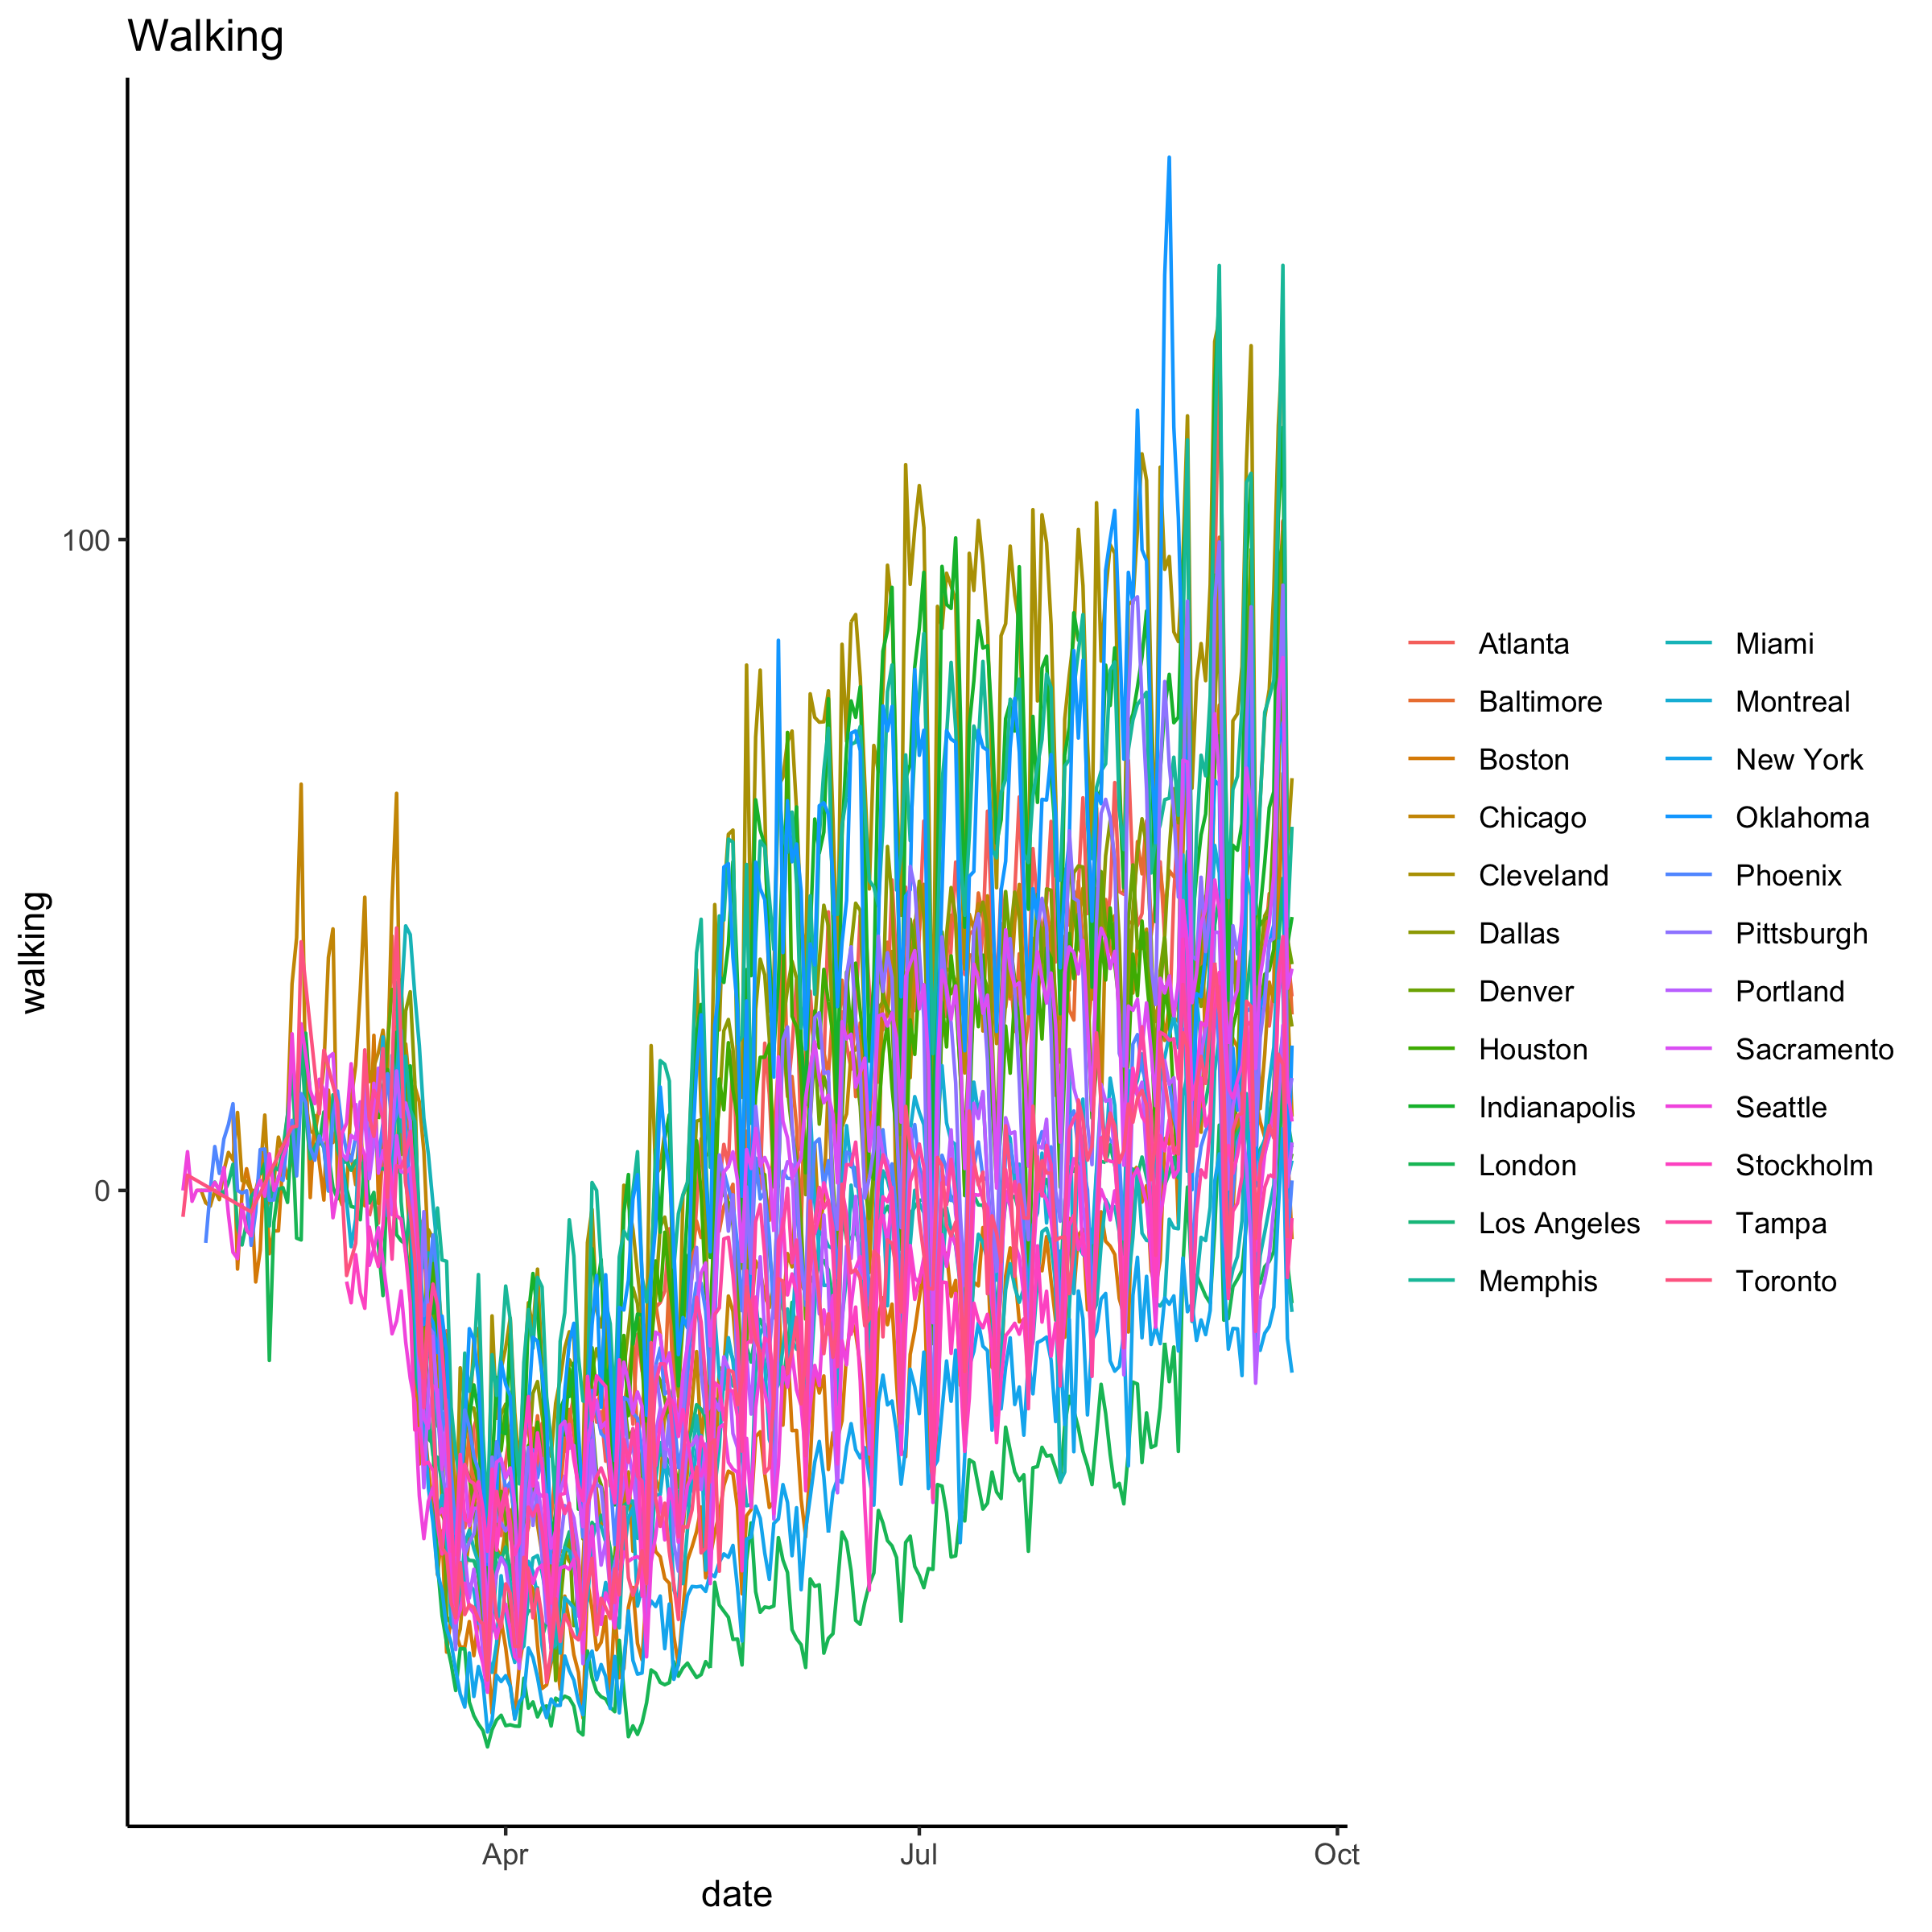 Walking
walking
100
0
Apr
Jul
Oct
date
Atlanta
Baltimore
Boston
Chicago
Cleveland
Dallas
Denver
Houston
Indianapolis
London
Los Angeles
Memphis
Miami
Montreal
New York
Oklahoma
Phoenix
Pittsburgh
Portland
Sacramento
Seattle
Stockholm
Tampa
Toronto